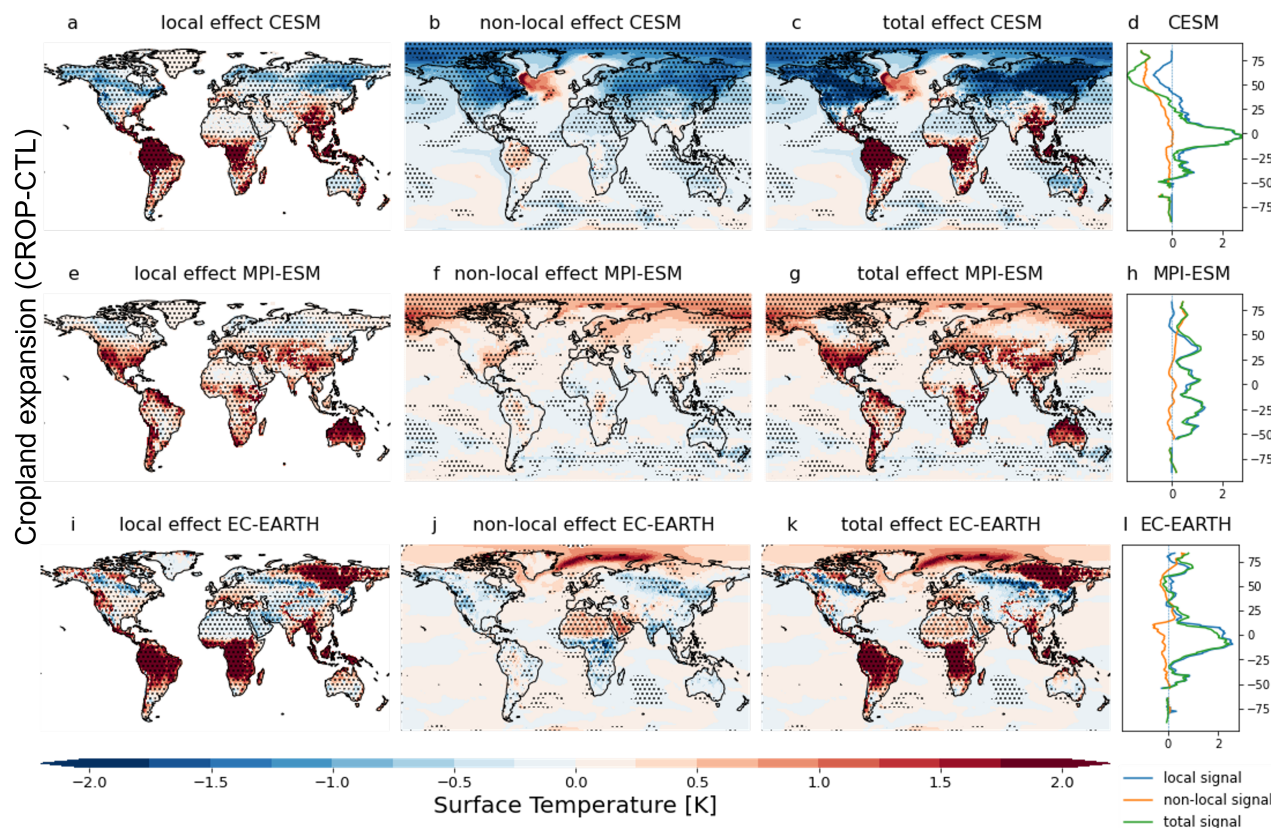 a local effect CESM b non-local effect CESM c total effect CESM d CESM
75
50
25
0
−25
−50
−75
0 2
Cropland expansion (CROP-CTL)
e local effect MPI-ESM f non-local effect MPI-ESM g total effect MPI-ESM h MPI-ESM
75
50
25
0
−25
−50
−75
0 2
i local effect EC-EARTH j non-local effect EC-EARTH k total effect EC-EARTH l EC-EARTH
75
50
25
0
−25
−50
−75
0 2
−2.0 −1.5 −1.0 −0.5 0.0 0.5 1.0 1.5 2.0
Surface Temperature [K]
local signal
non-local signal
total signal